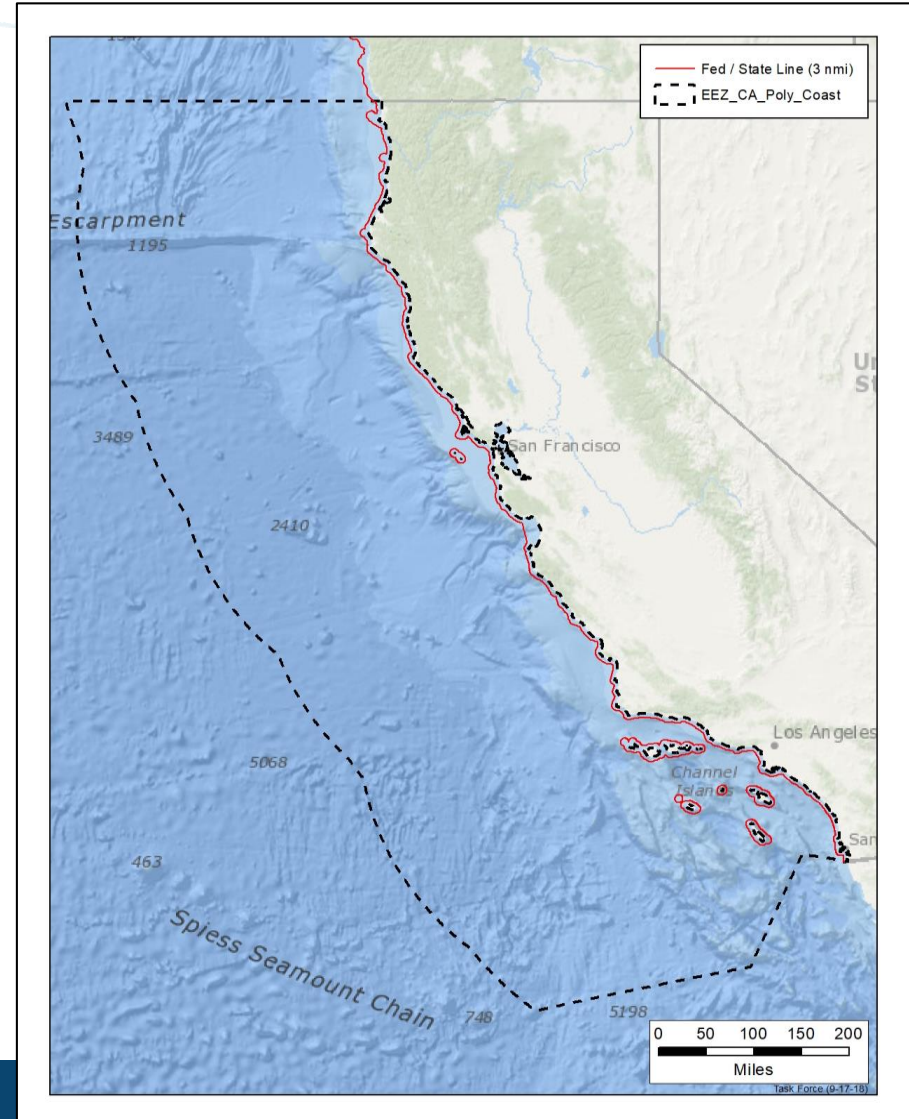 Fed / State Line (3 nmi)
EEZ_CA_Poly_Coast
Escarpment
1195
3489
San Francisco
2410
Los Angeles
Channel
Islands
5068
San
463
Spiess Seamount Chain
748
5198
0 50 100 150 200
Miles
Task Force (9-17-18)